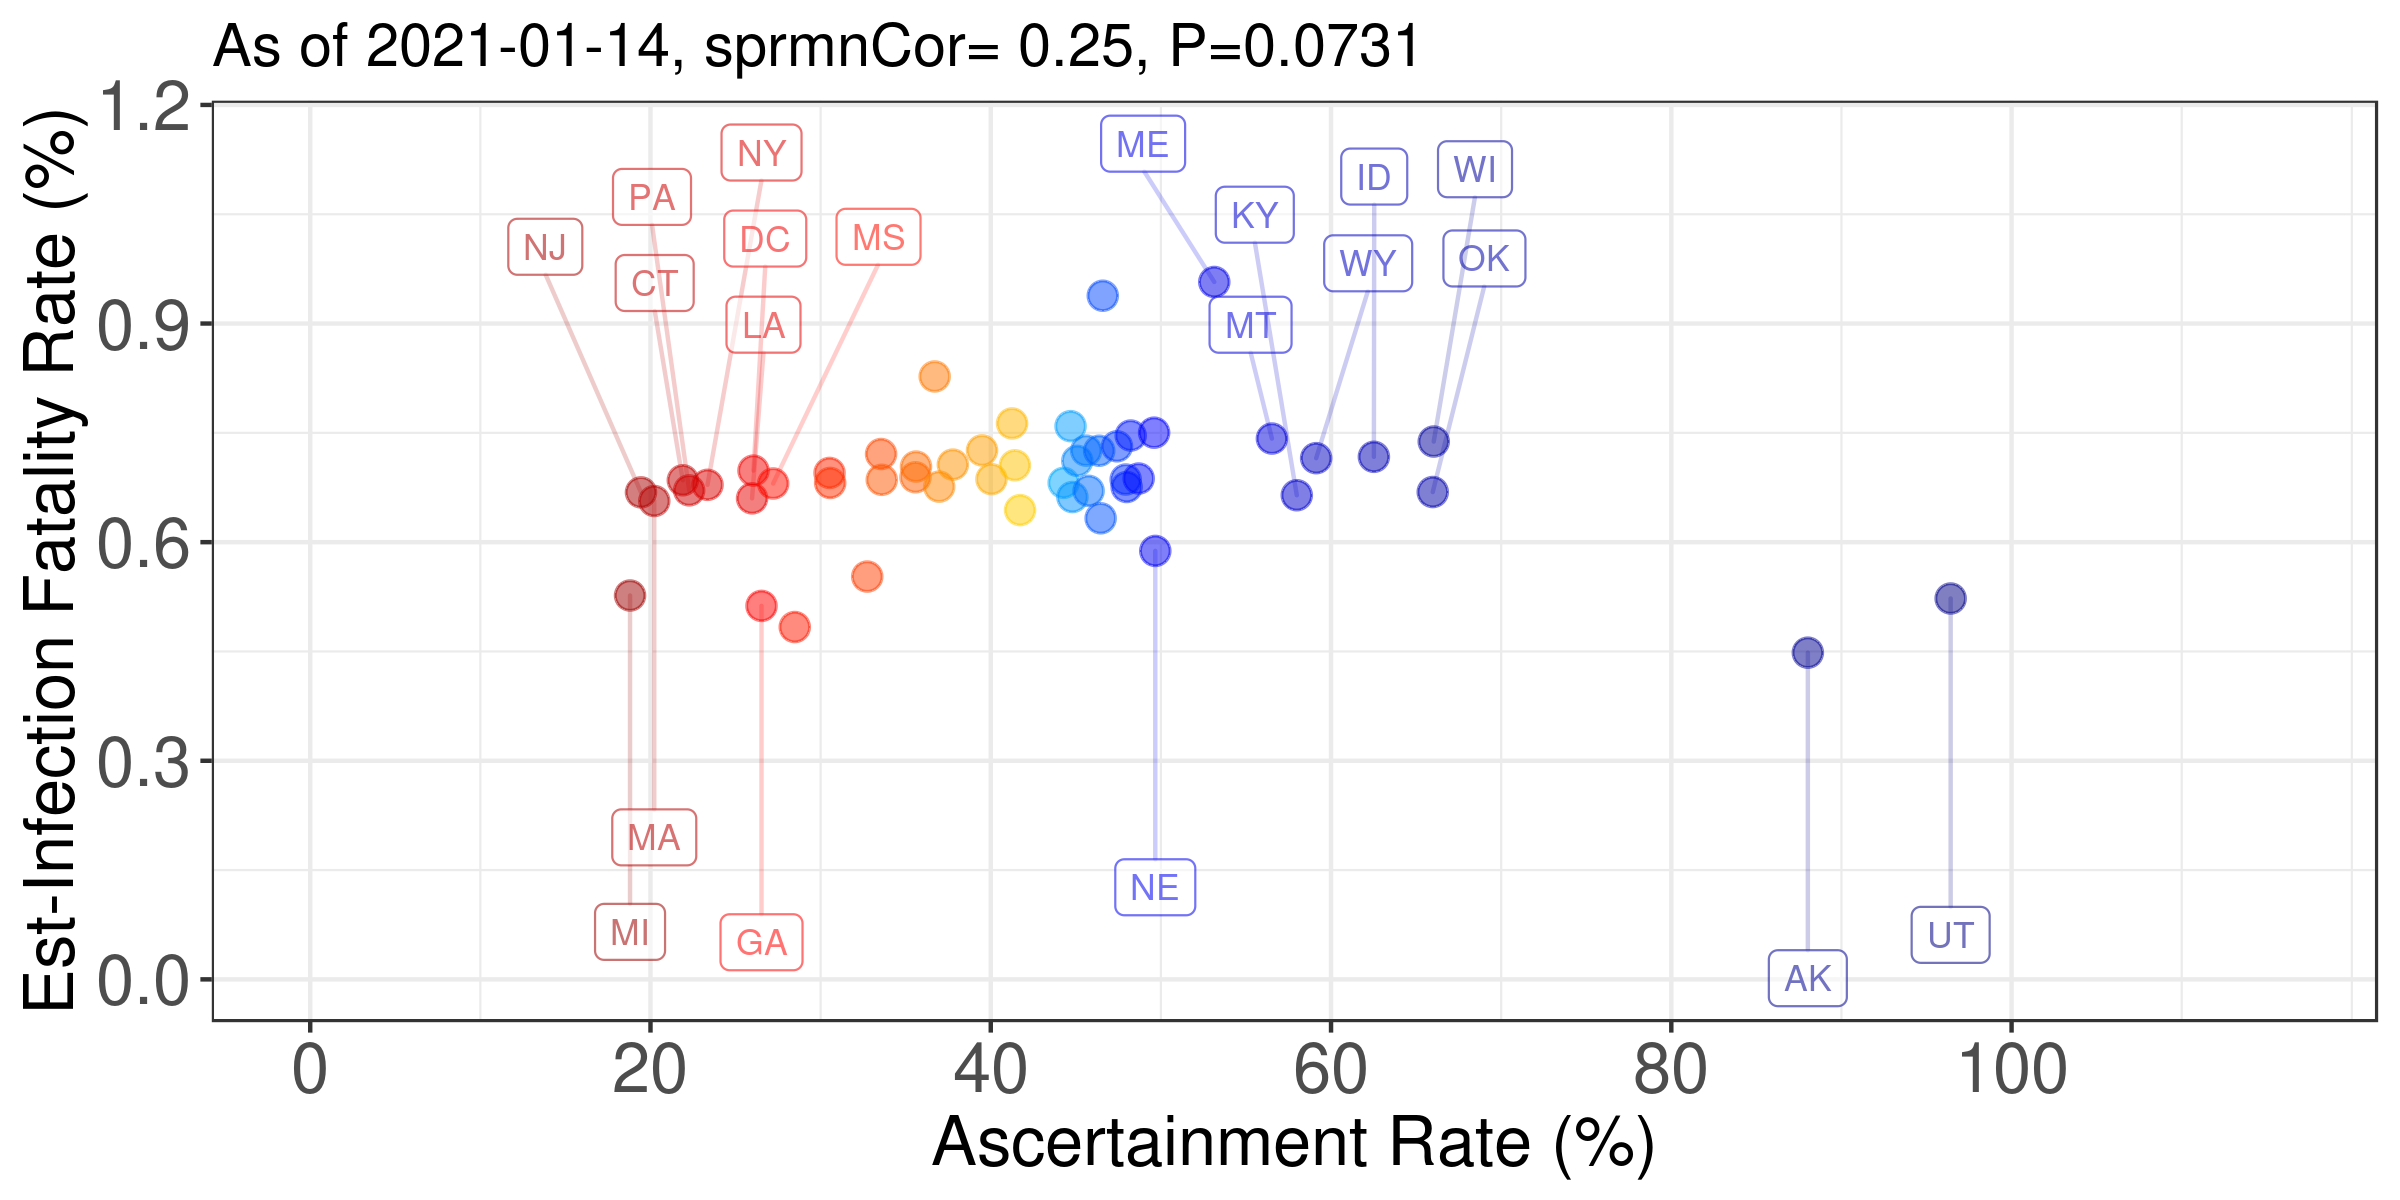 As of 2021-01-14, sprmnCor= 0.25, P=0.0731
Est-Infection Fatality Rate (%)
1.2
0.9
0.6
0.3
0.0
NY
ME
PA
ID
WI
NJ
DC
MS
KY
CT
WY
OK
LA
MT
MA
MI
GA
NE
UT
AK
0
20
40
60
80
100
Ascertainment Rate (%)